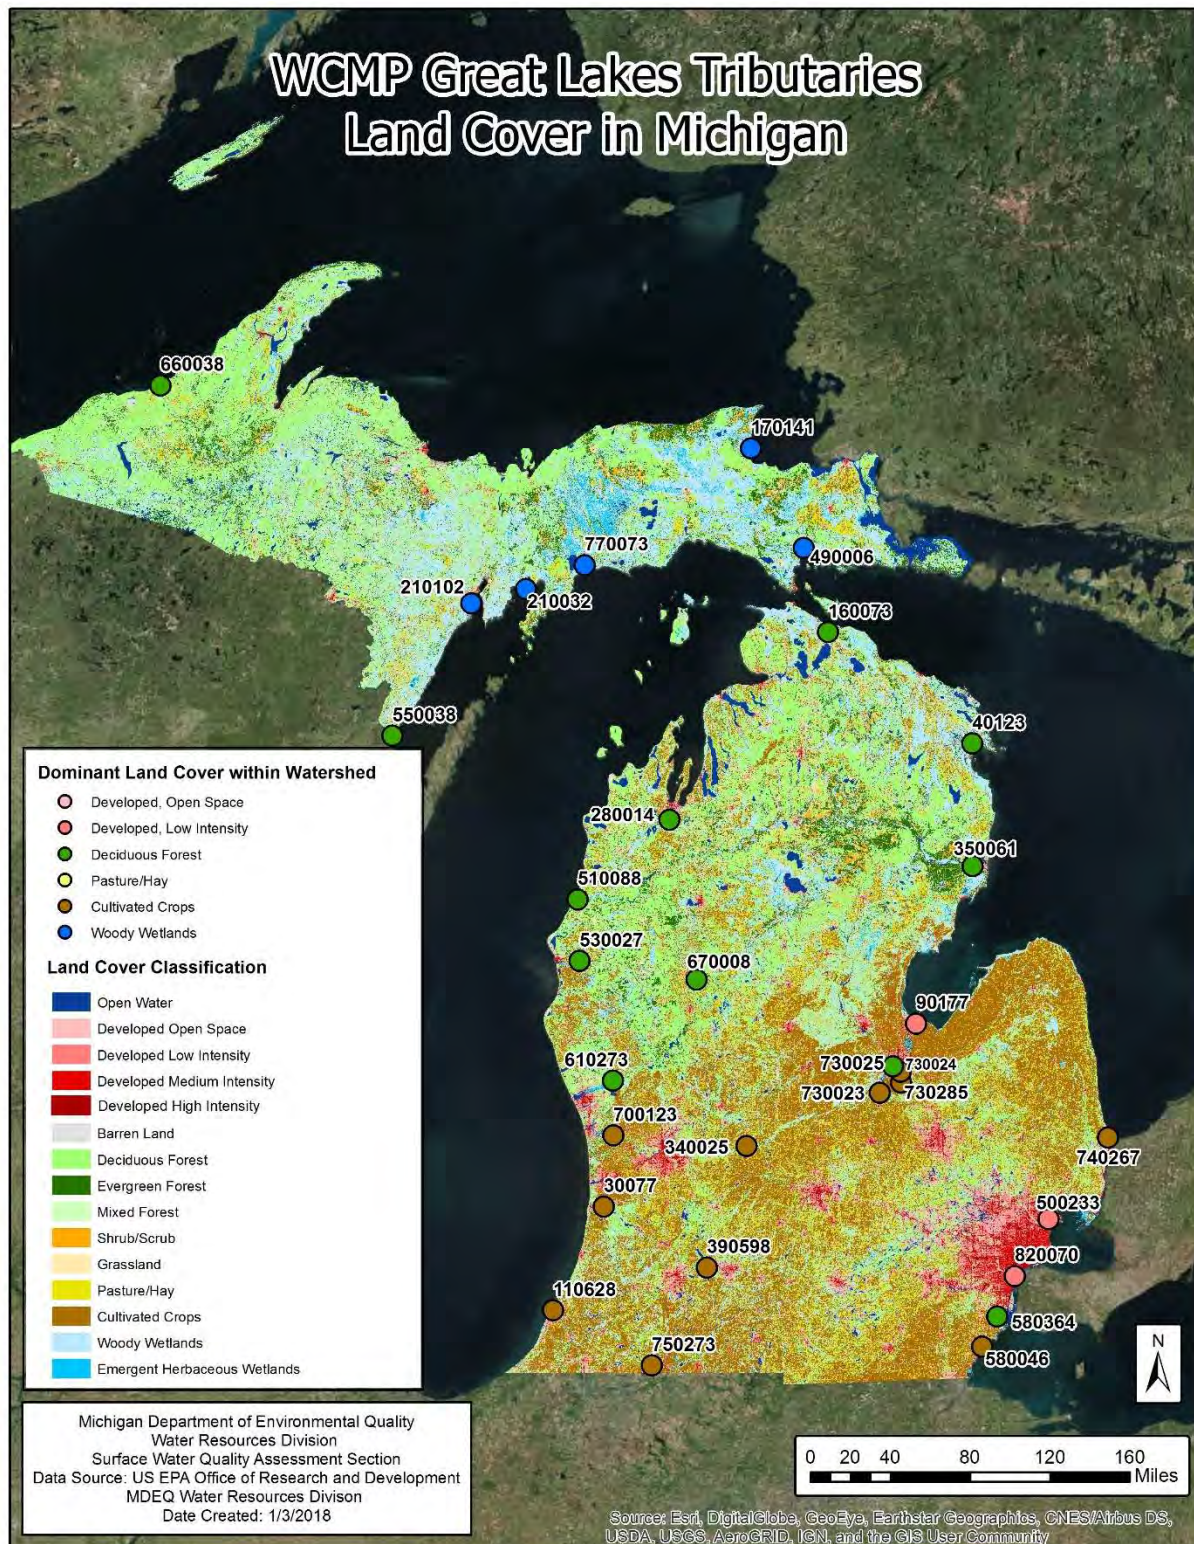 WCMP Great Lakes Tributaries
Land Cover in Michigan
660038
170141
770073
490006
210102
210032
160073
550038
40123
280014
350061
510088
530027
670008
90177
730025
730024
610273
730023
730285
700123
340025
740267
30077
500233
390598
820070
110628
580364
750273
580046
Dominant Land Cover within Watershed
Developed, Open Space
Developed, Low Intensity
Deciduous Forest
Pasture/Hay
Cultivated Crops
Woody Wetlands
Land Cover Classification
Open Water
Developed Open Space
Developed Low Intensity
Developed Medium Intensity
Developed High Intensity
Barren Land
Deciduous Forest
Evergreen Forest
Mixed Forest
Shrub/Scrub
Grassland
Pasture/Hay
Cultivated Crops
Woody Wetlands
Emergent Herbaceous Wetlands
N
Michigan Department of Environmental Quality
Water Resources Division
Surface Water Quality Assessment Section
Data Source: US EPA Office of Research and Development
MDEQ Water Resources Divison
Date Created: 1/3/2018
0 20 40 80 120 160
Miles
Source: Esri, DigitalGlobe, GeoEye, Earthstar Geographics, CNES/Airbus DS,
USDA, USGS, AeroGRID, IGN, and the GIS User Community